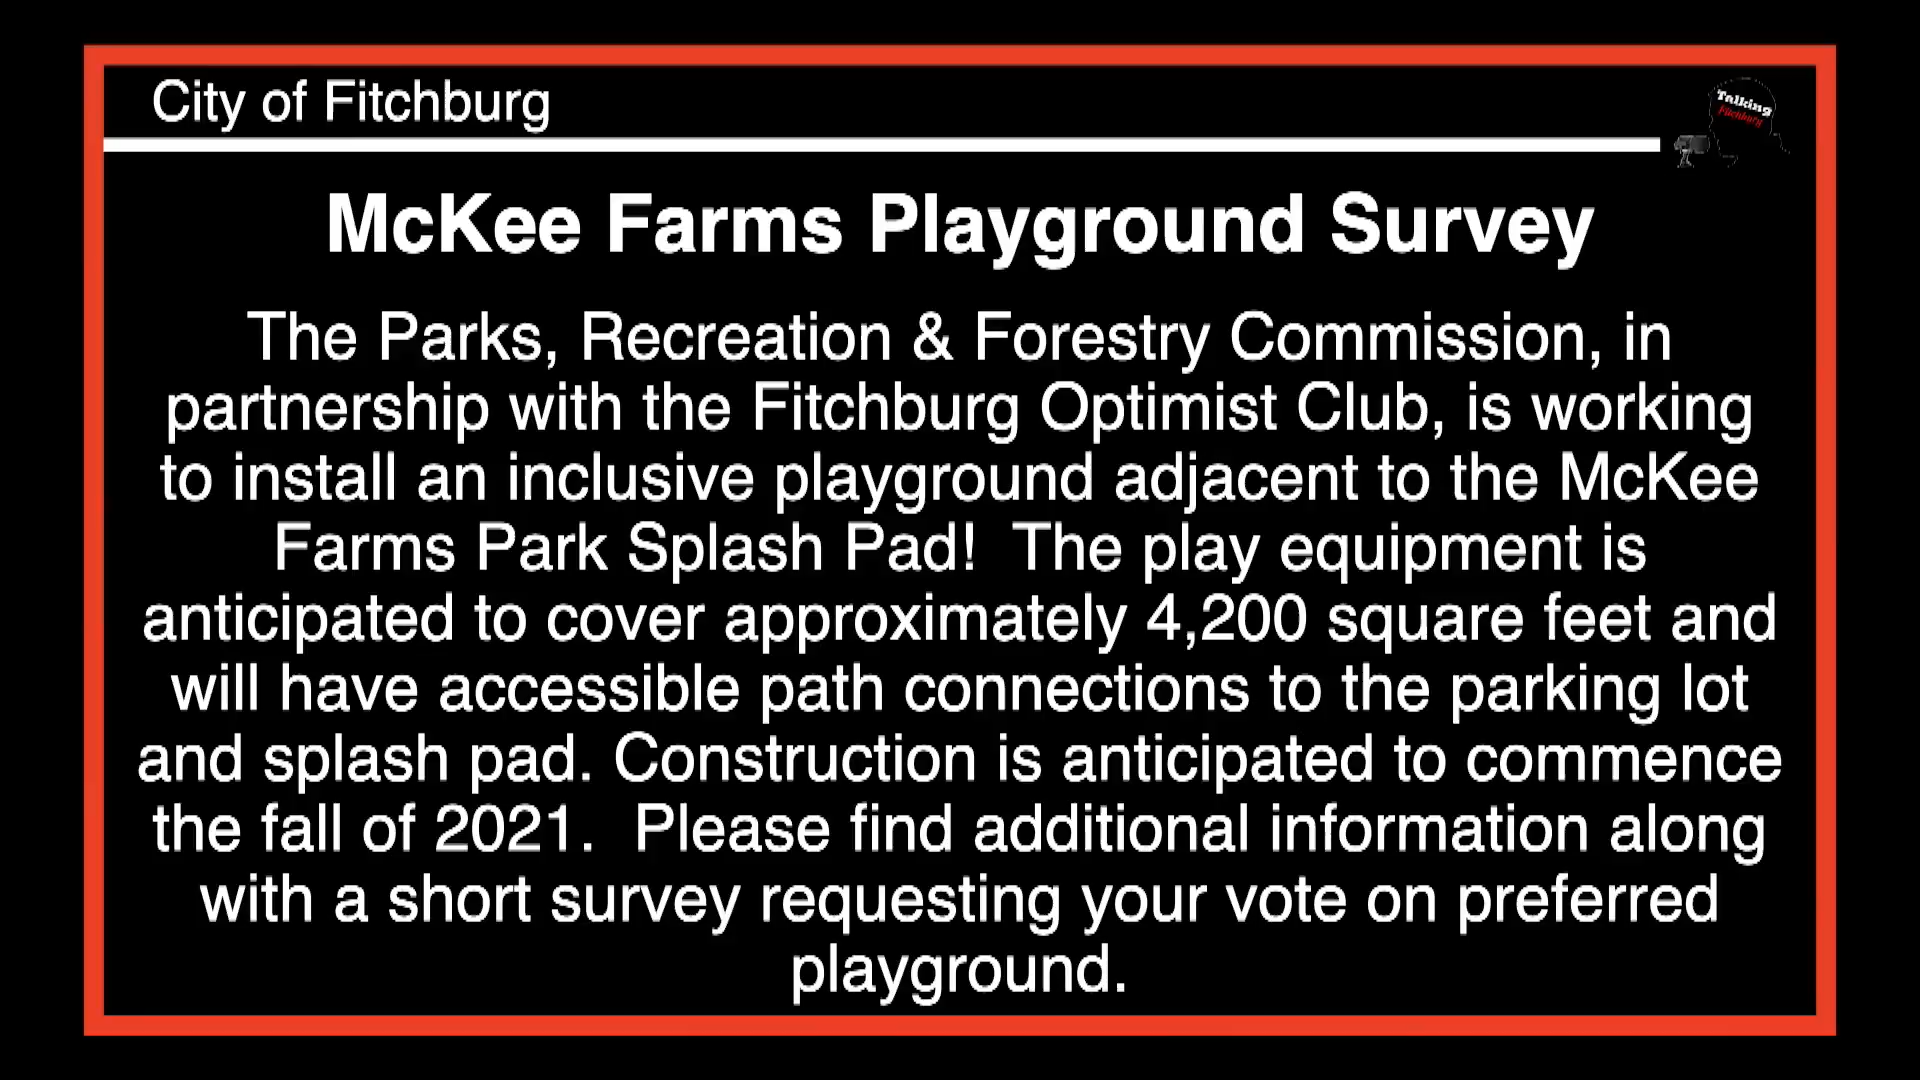 City of Fitchburg
Talking
Fitchburg
McKee Farms Playground Survey
The Parks, Recreation & Forestry Commission, in
partnership with the Fitchburg Optimist Club, is working
to install an inclusive playground adjacent to the McKee
Farms Park Splash Pad!  The play equipment is
anticipated to cover approximately 4,200 square feet and
will have accessible path connections to the parking lot
and splash pad. Construction is anticipated to commence
the fall of 2021.  Please find additional information along
with a short survey requesting your vote on preferred
playground.